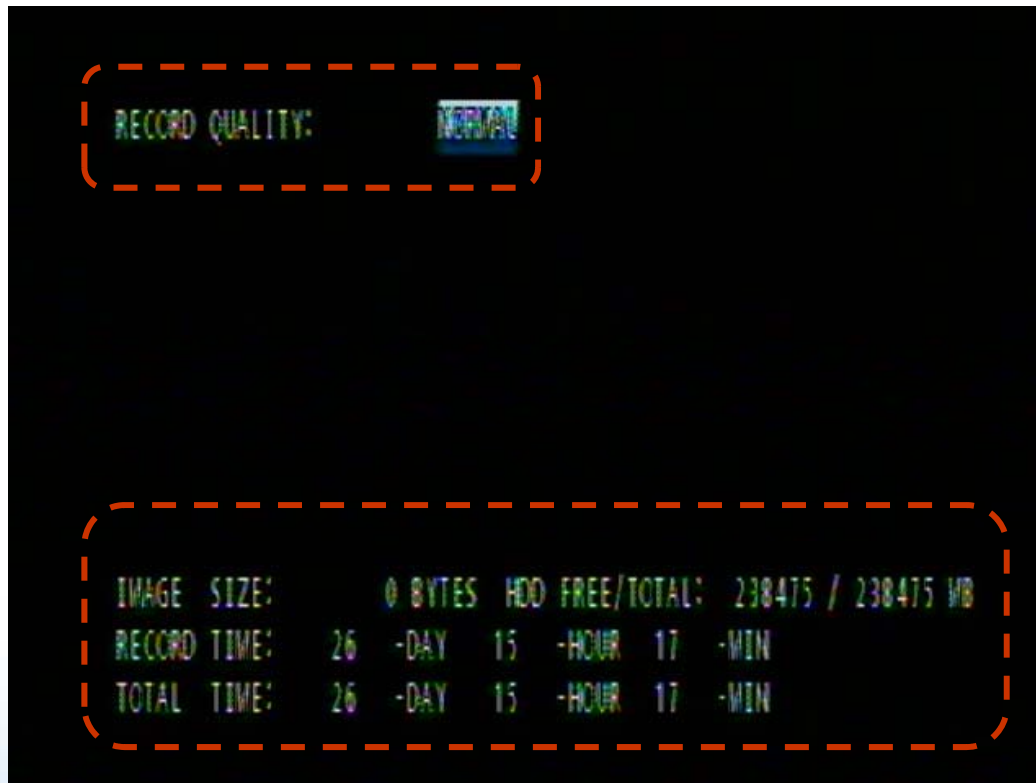 RECORD QUALITY: NORMAL
IMAGE SIZE: 0 BYTES HDD FREE/TOTAL: 238475 / 238475 MB
RECORD TIME: 26 -DAY 15 -HOUR 17 -MIN
TOTAL TIME: 26 -DAY 15 -HOUR 17 -MIN